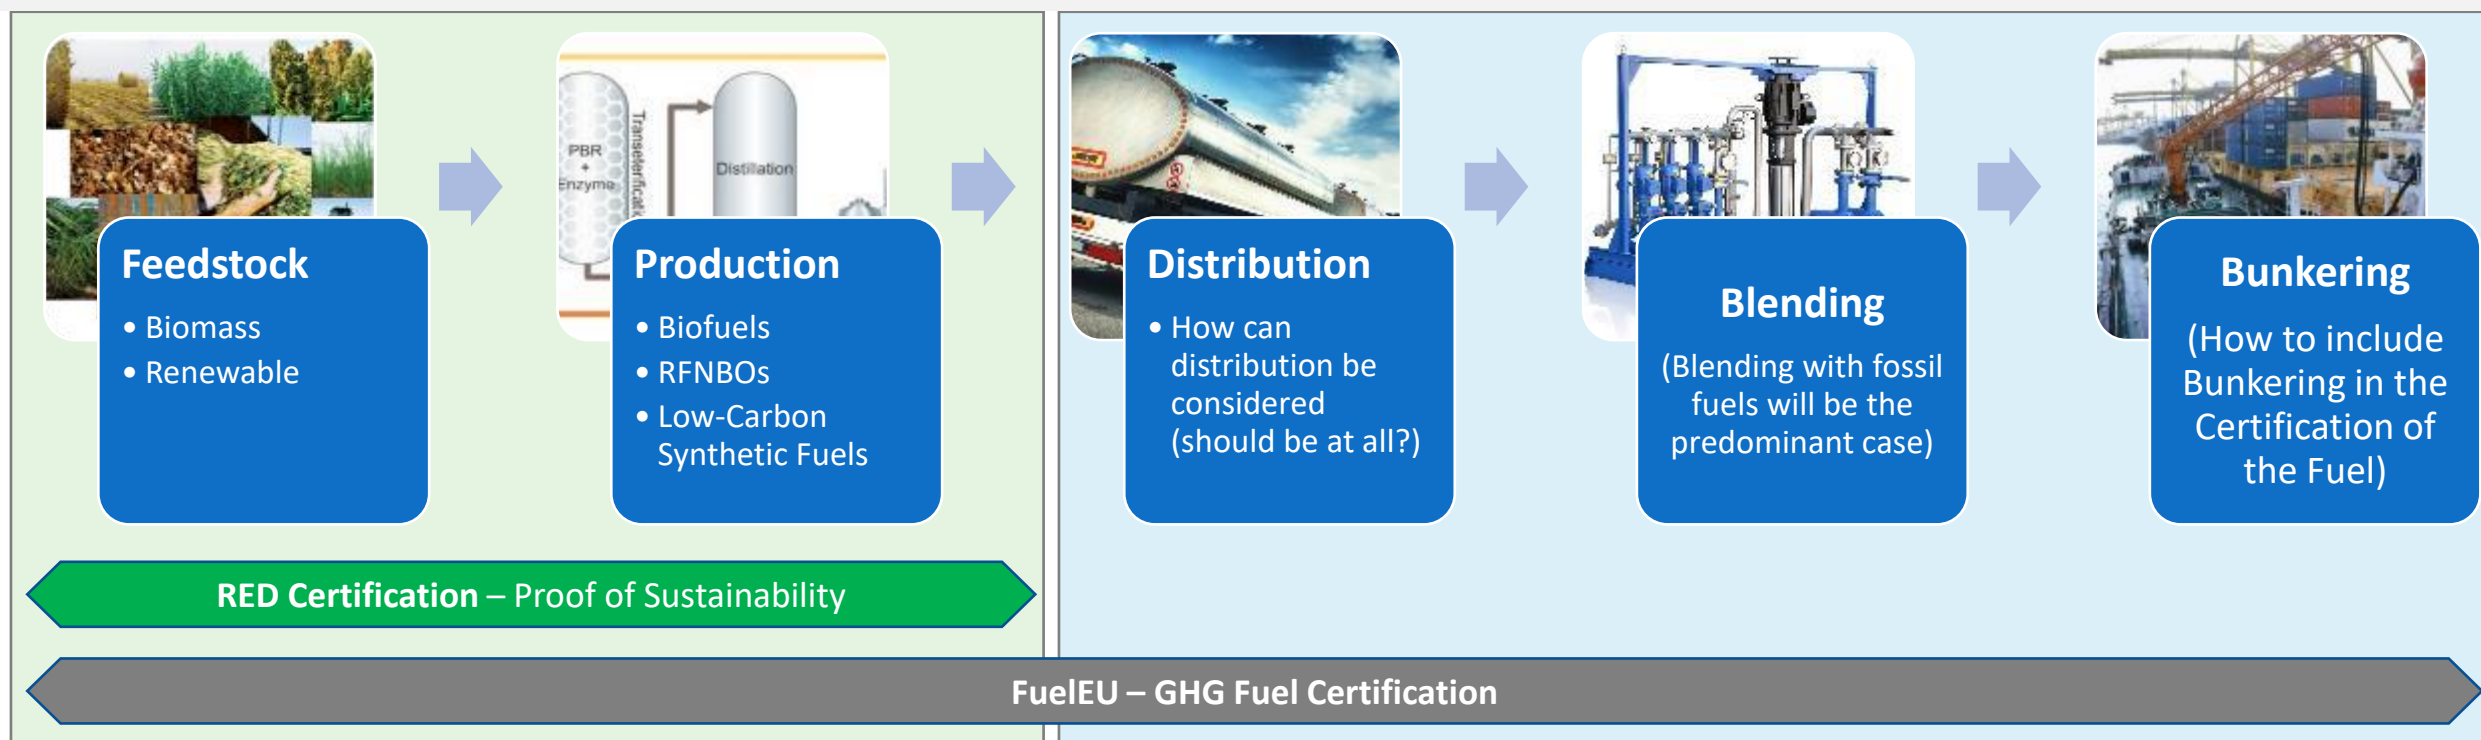 PBR
+
Enzyme
Transeterification
Distillation
Feedstock
• Biomass
• Renewable
Production
• Biofuels
• RFNBOs
• Low-Carbon
Synthetic Fuels
Distribution
• How can
distribution be
considered
(should be at all?)
Blending
(Blending with fossil
fuels will be the
predominant case)
Bunkering
(How to include
Bunkering in the
Certification of
the Fuel)
RED Certification – Proof of Sustainability
FuelEU – GHG Fuel Certification